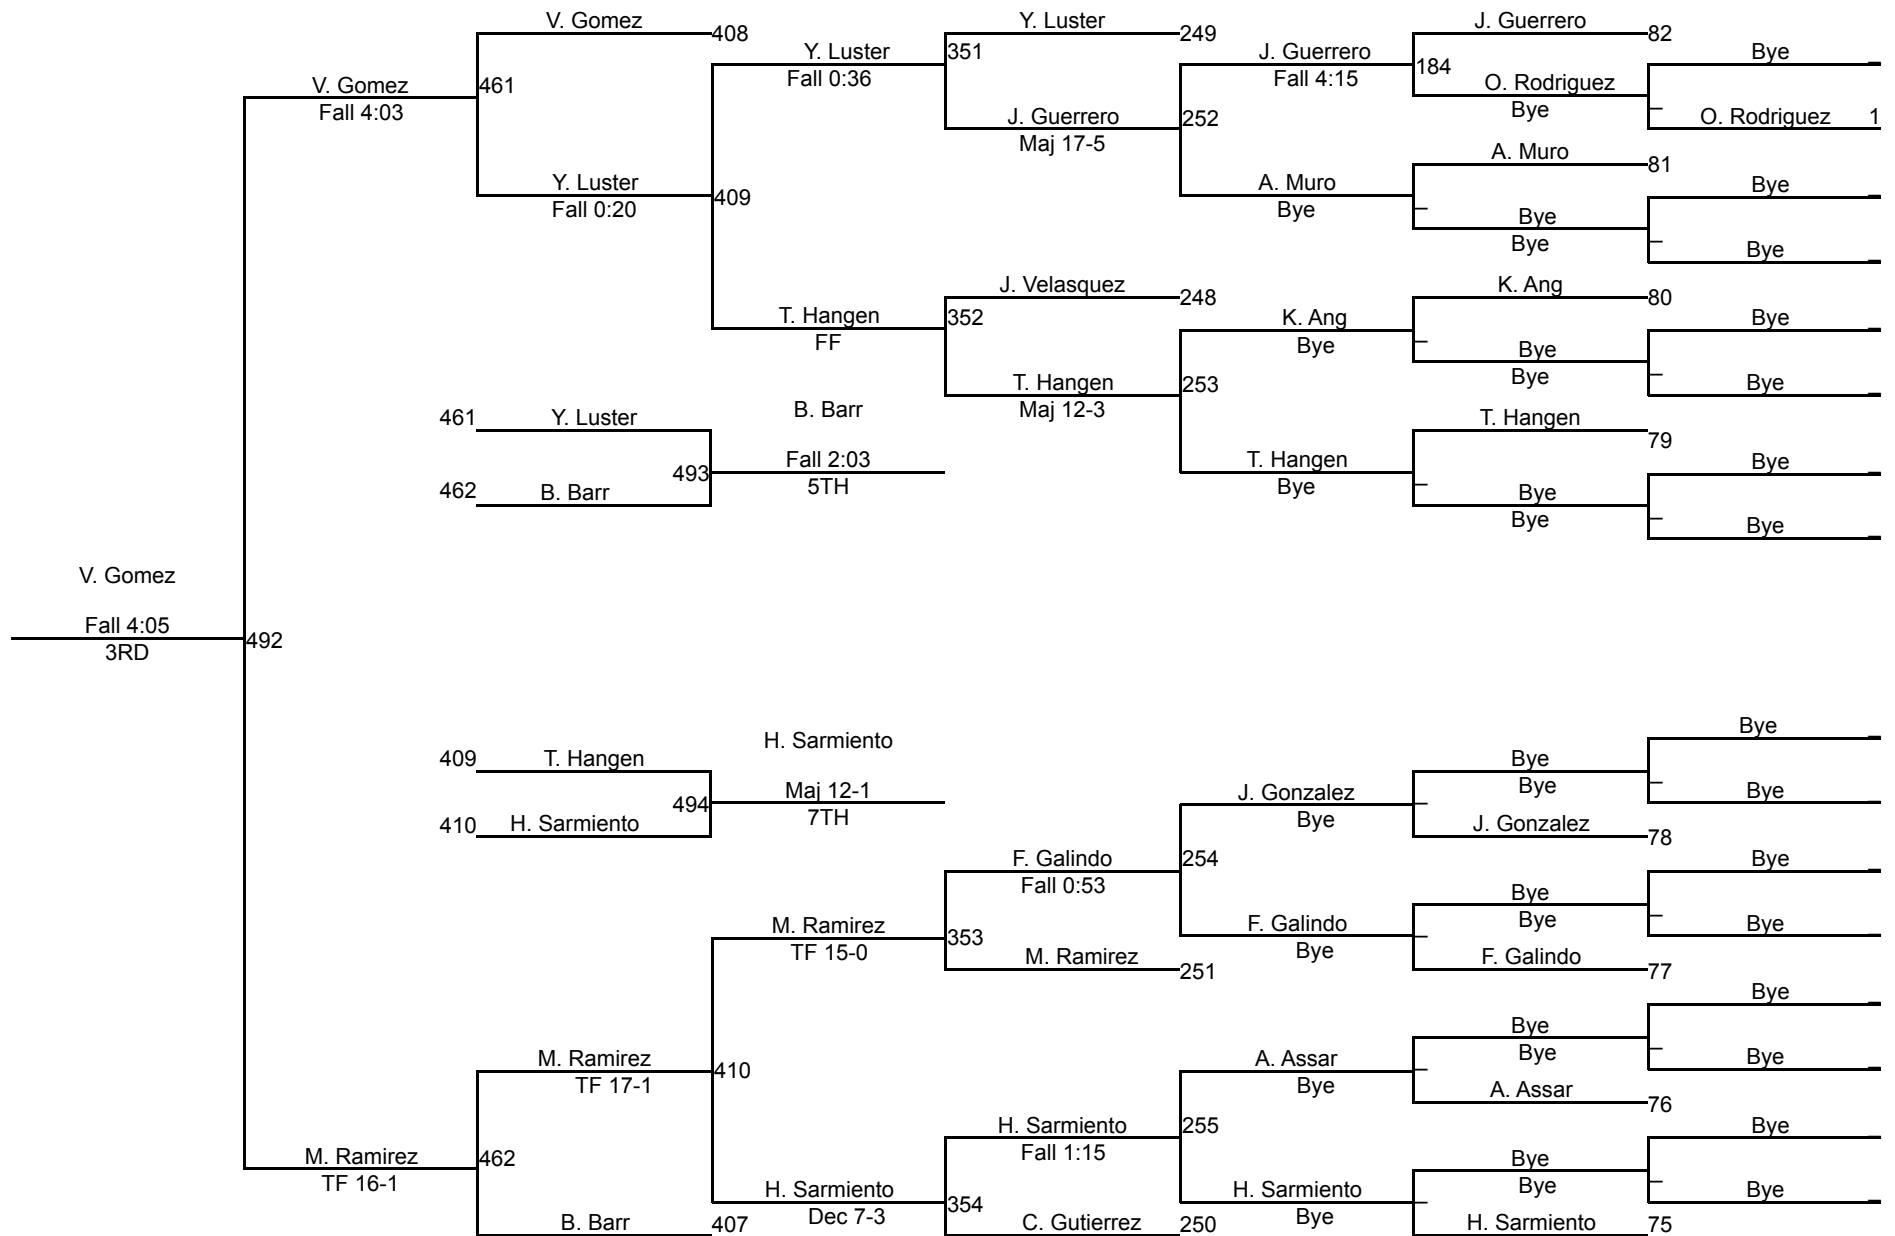 V. Gomez
408
Y. Luster
249
J. Guerrero
82
Y. Luster
351
J. Guerrero
Bye
V. Gomez
461
Fall 0:36
Fall 4:15
184
O. Rodriguez
Fall 4:03
J. Guerrero
252
Bye
O. Rodriguez 1
Maj 17-5
A. Muro
81
Y. Luster
409
A. Muro
Bye
Fall 0:20
Bye
Bye
Bye
Bye
J. Velasquez
248
K. Ang
80
T. Hangen
352
K. Ang
Bye
FF
Bye
Bye
T. Hangen
253
Bye
Bye
461
Y. Luster
B. Barr
Maj 12-3
T. Hangen
79
493
Fall 2:03
T. Hangen
Bye
462
B. Barr
5TH
Bye
Bye
Bye
Bye
V. Gomez
Fall 4:05
492
3RD
H. Sarmiento
Bye
409
T. Hangen
Bye
494
Maj 12-1
J. Gonzalez
Bye
Bye
410
H. Sarmiento
7TH
Bye
J. Gonzalez
78
F. Galindo
254
Bye
Fall 0:53
Bye
M. Ramirez
353
F. Galindo
Bye
Bye
TF 15-0
M. Ramirez
251
Bye
F. Galindo
77
Bye
Bye
M. Ramirez
410
A. Assar
Bye
Bye
TF 17-1
Bye
A. Assar
76
H. Sarmiento
255
Bye
M. Ramirez
462
Fall 1:15
Bye
TF 16-1
H. Sarmiento
354
H. Sarmiento
Bye
Bye
B. Barr
407
Dec 7-3
C. Gutierrez
250
Bye
H. Sarmiento
75